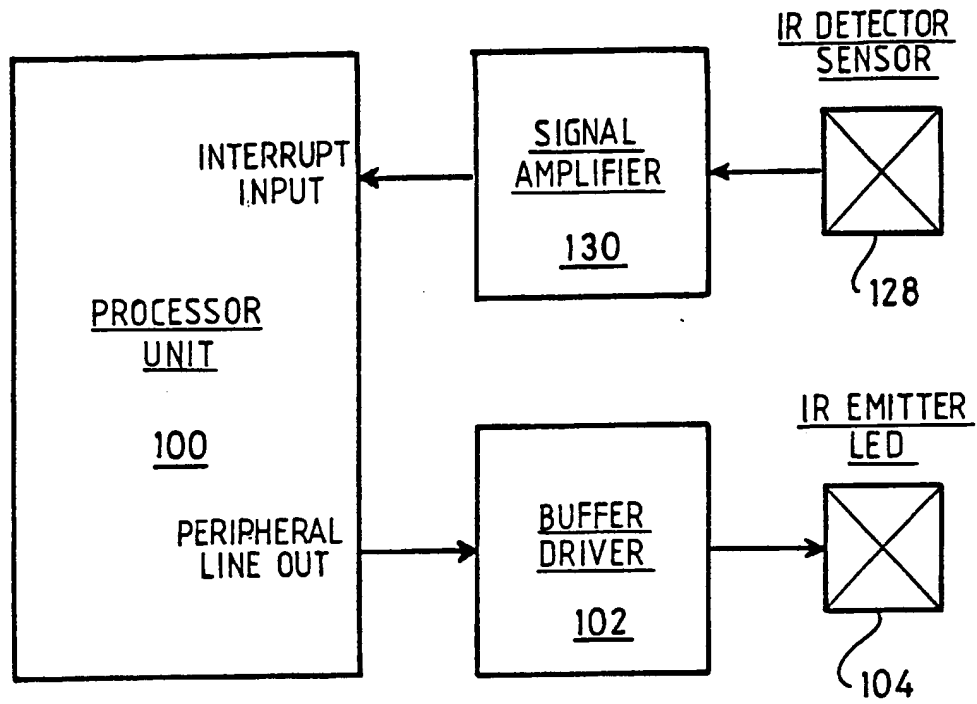 IR DETECTOR
SENSOR
SIGNAL
AMPLIFIER
130
INTERRUPT
INPUT
128
PROCESSOR
UNIT
100
IR EMITTER
LED
PERIPHERAL
LINE OUT
BUFFER
DRIVER
102
104